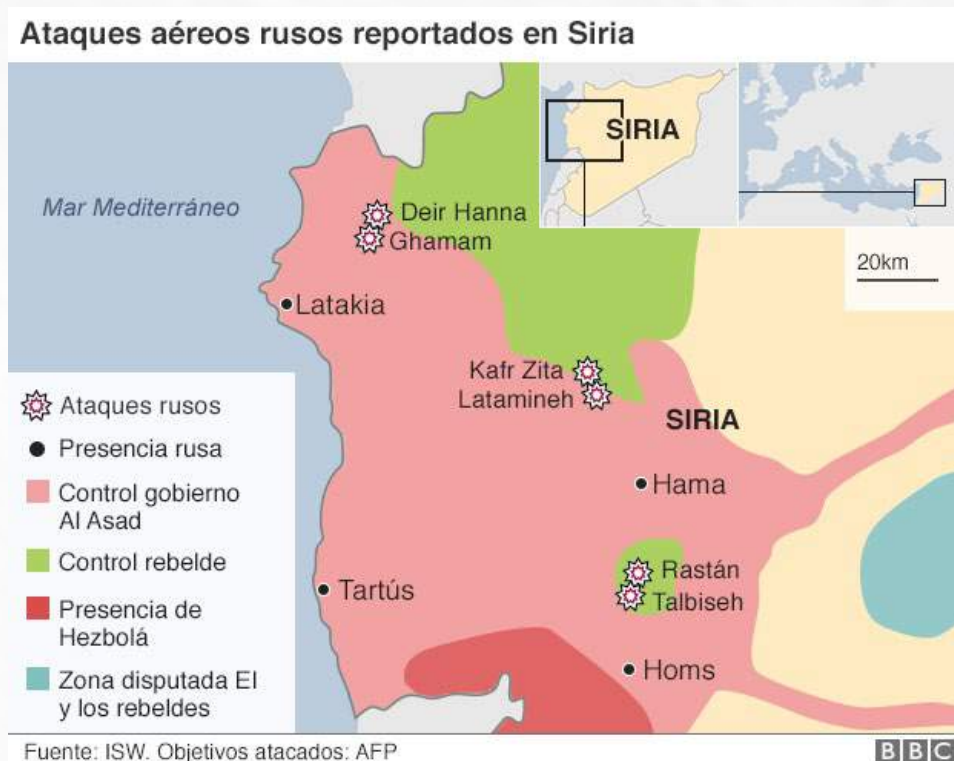 Ataques aéreos rusos reportados en Siria
SIRIA
Mar Mediterráneo
Deir Hanna
Ghamam
20km
Latakia
Kafr Zita
Latamineh
SIRIA
Hama
Rastán
Talbiseh
Tartús
Homs
Ataques rusos
Presencia rusa
Control gobierno
Al Asad
Control rebelde
Presencia de
Hezbolá
Zona disputada EI
y los rebeldes
Fuente: ISW. Objetivos atacados: AFP
BBC